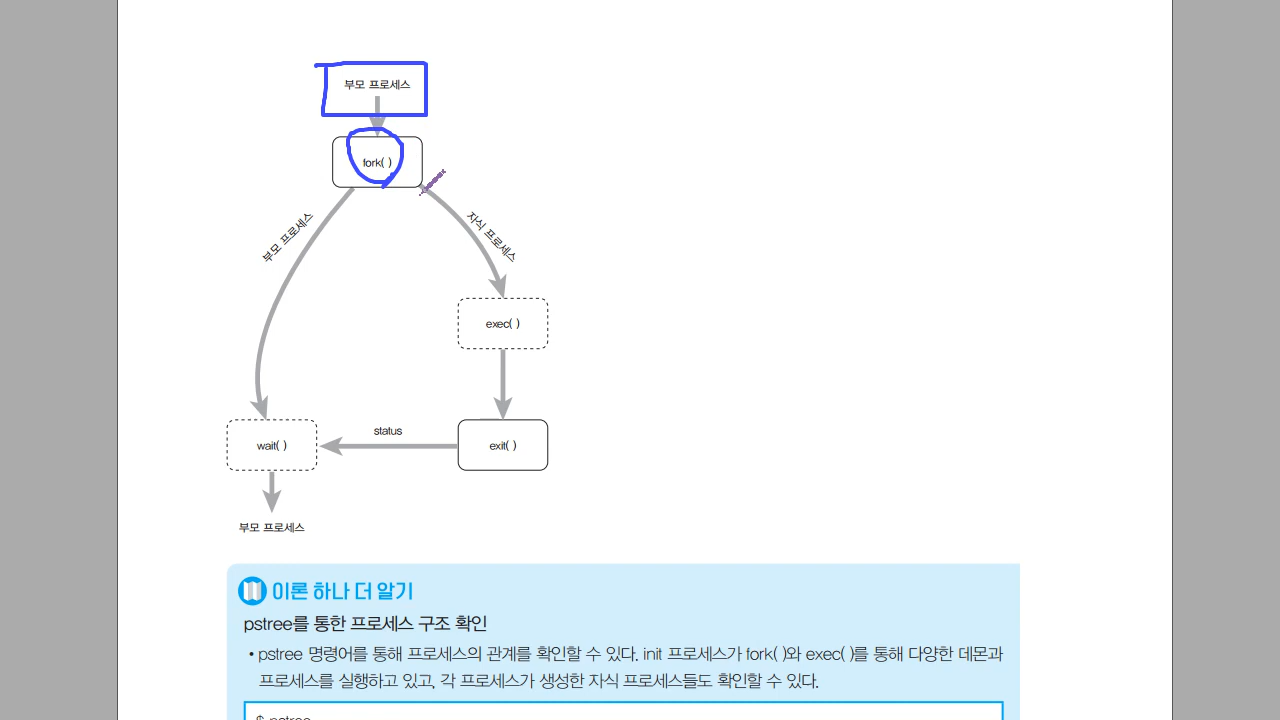 부모 프로세스
fork( )
부모 프로세스
자식 프로세스
exec( )
wait( )
status
exit( )
부모 프로세스
이론 하나 더 알기
pstree를 통한 프로세스 구조 확인
• pstree 명령어를 통해 프로세스의 관계를 확인할 수 있다. init 프로세스가 fork( )와 exec( )를 통해 다양한 데몬과
프로세스를 실행하고 있고, 각 프로세스가 생성한 자식 프로세스들도 확인할 수 있다.
$ pstree